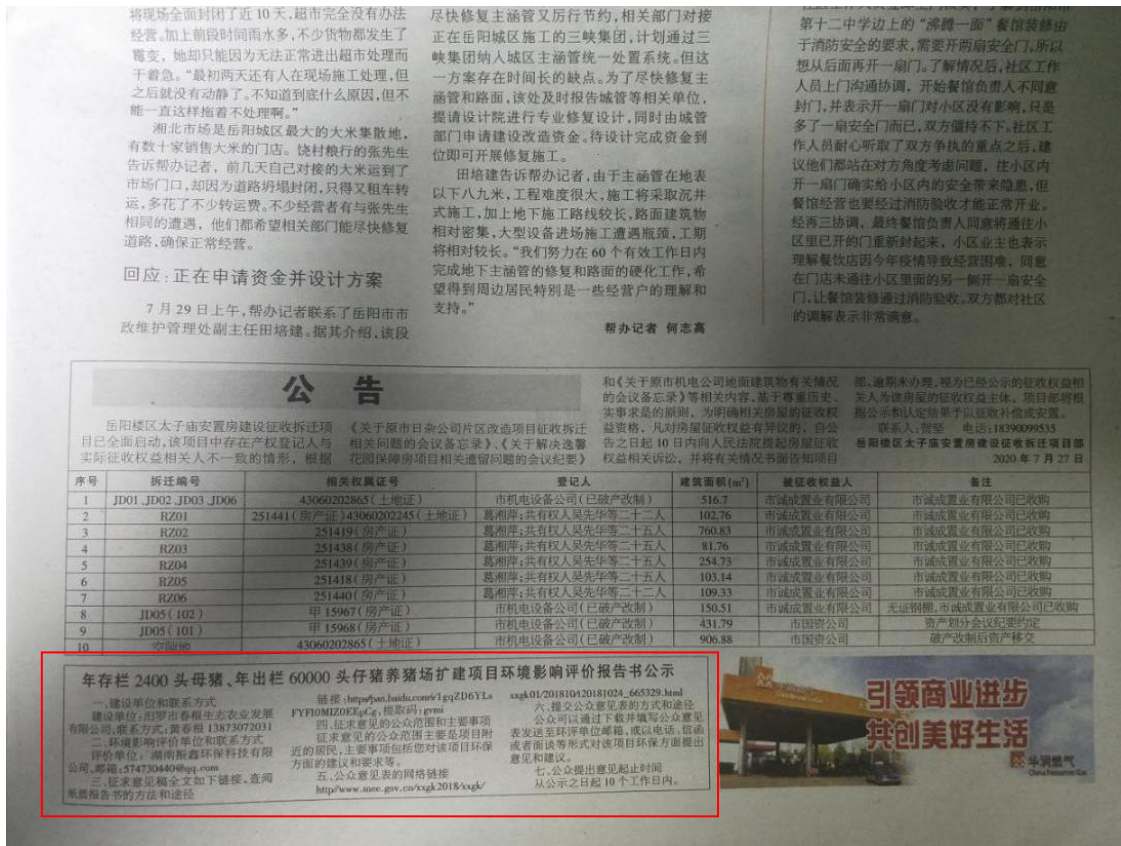 将现场全面封闭了近10天,超市完全没有办法
经营。加上前段时间雨水多,不少货物都发生了
霉变，她却只能因为无法正常进出超市处理而
干着急。“最初两天还有人在现场施工处理,但
之后就没有动静了。不知道到底什么原因,但不
能一直这样拖着不处理啊。”
湘北市场是岳阳城区最大的大米集散地,
有数十家销售大米的门店。饶村粮行的张先生
告诉帮办记者，前几天自己对接的大米运到了
市场门口,却因为道路坍塌封闭,只得又租车转
运,多花了不少转运费。不少经营者有与张先生
相同的遭遇，他们都希望相关部门能尽快修复
道路,确保正常经营。
回应:正在申请资金并设计方案
7月29日上午,帮办记者联系了岳阳市市
政维护管理处副主任田培建。据其介绍,该段
尽快修复主涵管又厉行节约,相关部门对接
正在岳阳城区施工的三峡集团,计划通过三
峡集团纳入城区主涵管统一处置系统。但这
一方案存在时间长的缺点。为了尽快修复主
涵管和路面,该处及时报告城管等相关单位,
提请设计院进行专业修复设计,同时由城管
部门申请建设改造资金。待设计完成资金到
位即可开展修复施工。
田培建告诉帮办记者,由于主涵管在地表
以下八九米,工程难度很大,施工将采取沉井
式施工,加上地下施工路线较长,路面建筑物
相对密集,大型设备进场施工遭遇瓶颈,工期
将相对较长。“我们努力在60个有效工作日内
完成地下主涵管的修复和路面的硬化工作,希
望得到周边居民特别是一些经营户的理解和
支持。”
帮办记者 何志高
第十二中学边上的“沸腾一面”餐馆装修由
于消防安全的要求,需要开两扇安全门,所以
想从后面再开一扇门。了解情况后,社区工作
人员上门沟通协调，开始餐馆负责人不同意
封门,并表示开一扇门对小区没有影响,只是
多了一扇安全门而已,双方僵持不下。社区工
作人员耐心听取了双方争执的重点之后,建
议他们都站在对方角度考虑问题，往小区内
开一扇门确实给小区内的安全带来隐患,但
餐馆经营也要经过消防验收才能正常开业。
经再三协调，最终餐馆负责人同意将通往小
区里已开的门重新封起来，小区业主也表示
理解餐饮店因今年疫情导致经营困难，同意
在门店未通往小区里面的另一侧开一扇安全
门,让餐馆装修通过消防验收。双方都对社区
的调解表示非常满意。
公 告
岳阳楼区太子庙安置房建设征收拆迁项
目已全面启动,该项目中存在产权登记人与
实际征收权益相关人不一致的情形，根据
《关于原市日杂公司片区改造项目征收拆迁
相关问题的会议备忘录》、《关于解决逸馨
花园保障房项目相关遗留问题的会议纪要》
和《关于原市机电公司地面建筑物有关情况
的会议备忘录》等相关内容,基于尊重历史、
实事求是的原则，为明确相关房屋的征收权
益资格，凡对房屋征收权益有异议的，自公
告之日起10日内向人民法院提起房屋征收
权益相关诉讼，并将有关情况书面告知项目
部,逾期未办理,视为已经公示的征收权益相
关人为该房屋的征收权益主体，项目部将根
据公示和认定结果予以征收补偿或安置。
联系人:贺坚 电话:18390099535
岳阳楼区太子庙安置房建设征收拆迁项目部
2020年7月27日
序号 拆迁编号 相关权属证号 登记人 建筑面积(m²) 被征收权益人 备注
1 JD01、JD02、JD03、JD06 43060202865(土地证) 市机电设备公司(已破产改制) 516.7 市诚成置业有限公司 市诚成置业有限公司已收购
2 RZ01 251441(房产证)43060202245(土地证) 葛湘萍;共有权人吴先华等二十二人 102.76 市诚成置业有限公司 市诚成置业有限公司已收购
3 RZ02 251419(房产证) 葛湘萍;共有权人吴先华等二十五人 760.83 市诚成置业有限公司 市诚成置业有限公司已收购
4 RZ03 251438(房产证) 葛湘萍;共有权人吴先华等二十五人 81.76 市诚成置业有限公司 市诚成置业有限公司已收购
5 RZ04 251439(房产证) 葛湘萍;共有权人吴先华等二十五人 254.73 市诚成置业有限公司 市诚成置业有限公司已收购
6 RZ05 251418(房产证) 葛湘萍;共有权人吴先华等二十五人 103.14 市诚成置业有限公司 市诚成置业有限公司已收购
7 RZ06 251440(房产证) 葛湘萍;共有权人吴先华等二十五人 109.33 市诚成置业有限公司 市诚成置业有限公司已收购
8 JD05(102) 甲15967(房产证) 市机电设备公司(已破产改制) 150.51 市诚成置业有限公司 无证钢棚,市诚成置业有限公司已收购
9 JD05(101) 甲15968(房产证) 市机电设备公司(已破产改制) 431.79 市国资公司 资产划分会议纪要约定
10 空隙地 43060202865(土地证) 市机电设备公司(已破产改制) 906.88 市国资公司 破产改制后资产移交
年存栏2400头母猪、年出栏60000头仔猪养猪场扩建项目环境影响评价报告书公示
一、建设单位和联系方式
建设单位:汨罗市春根生态农业发展
有限公司,联系方式:黄春根 13873072031
二、环境影响评价单位和联系方式
评价单位：湖南振鑫环保科技有限
公司,邮箱:574730440@qq.com
三、征求意见稿全文如下链接,查阅
纸质报告书的方法和途径
链接:https://pan.baidu.com/s/1gqZD6YLs
FYFI0MIZOEEpCg,提取码:gvmi
四、征求意见的公众范围和主要事项
征求意见的公众范围主要是项目附
近的居民,主要事项包括您对该项目环保
方面的建议和要求等。
五、公众意见表的网络链接
http//www.mee.gov.cn/xxgk2018/xxgk/
xxgk01/201810/t20181024_665329.html
六、提交公众意见表的方式和途径
公众可以通过下载并填写公众意见
表发送至环评单位邮箱,或以电话、信函
或者面谈等形式对该项目环保方面提出
意见和建议。
七、公众提出意见起止时间
从公示之日起10个工作日内。
引领商业进步
共创美好生活
华润燃气
China Resources Gas